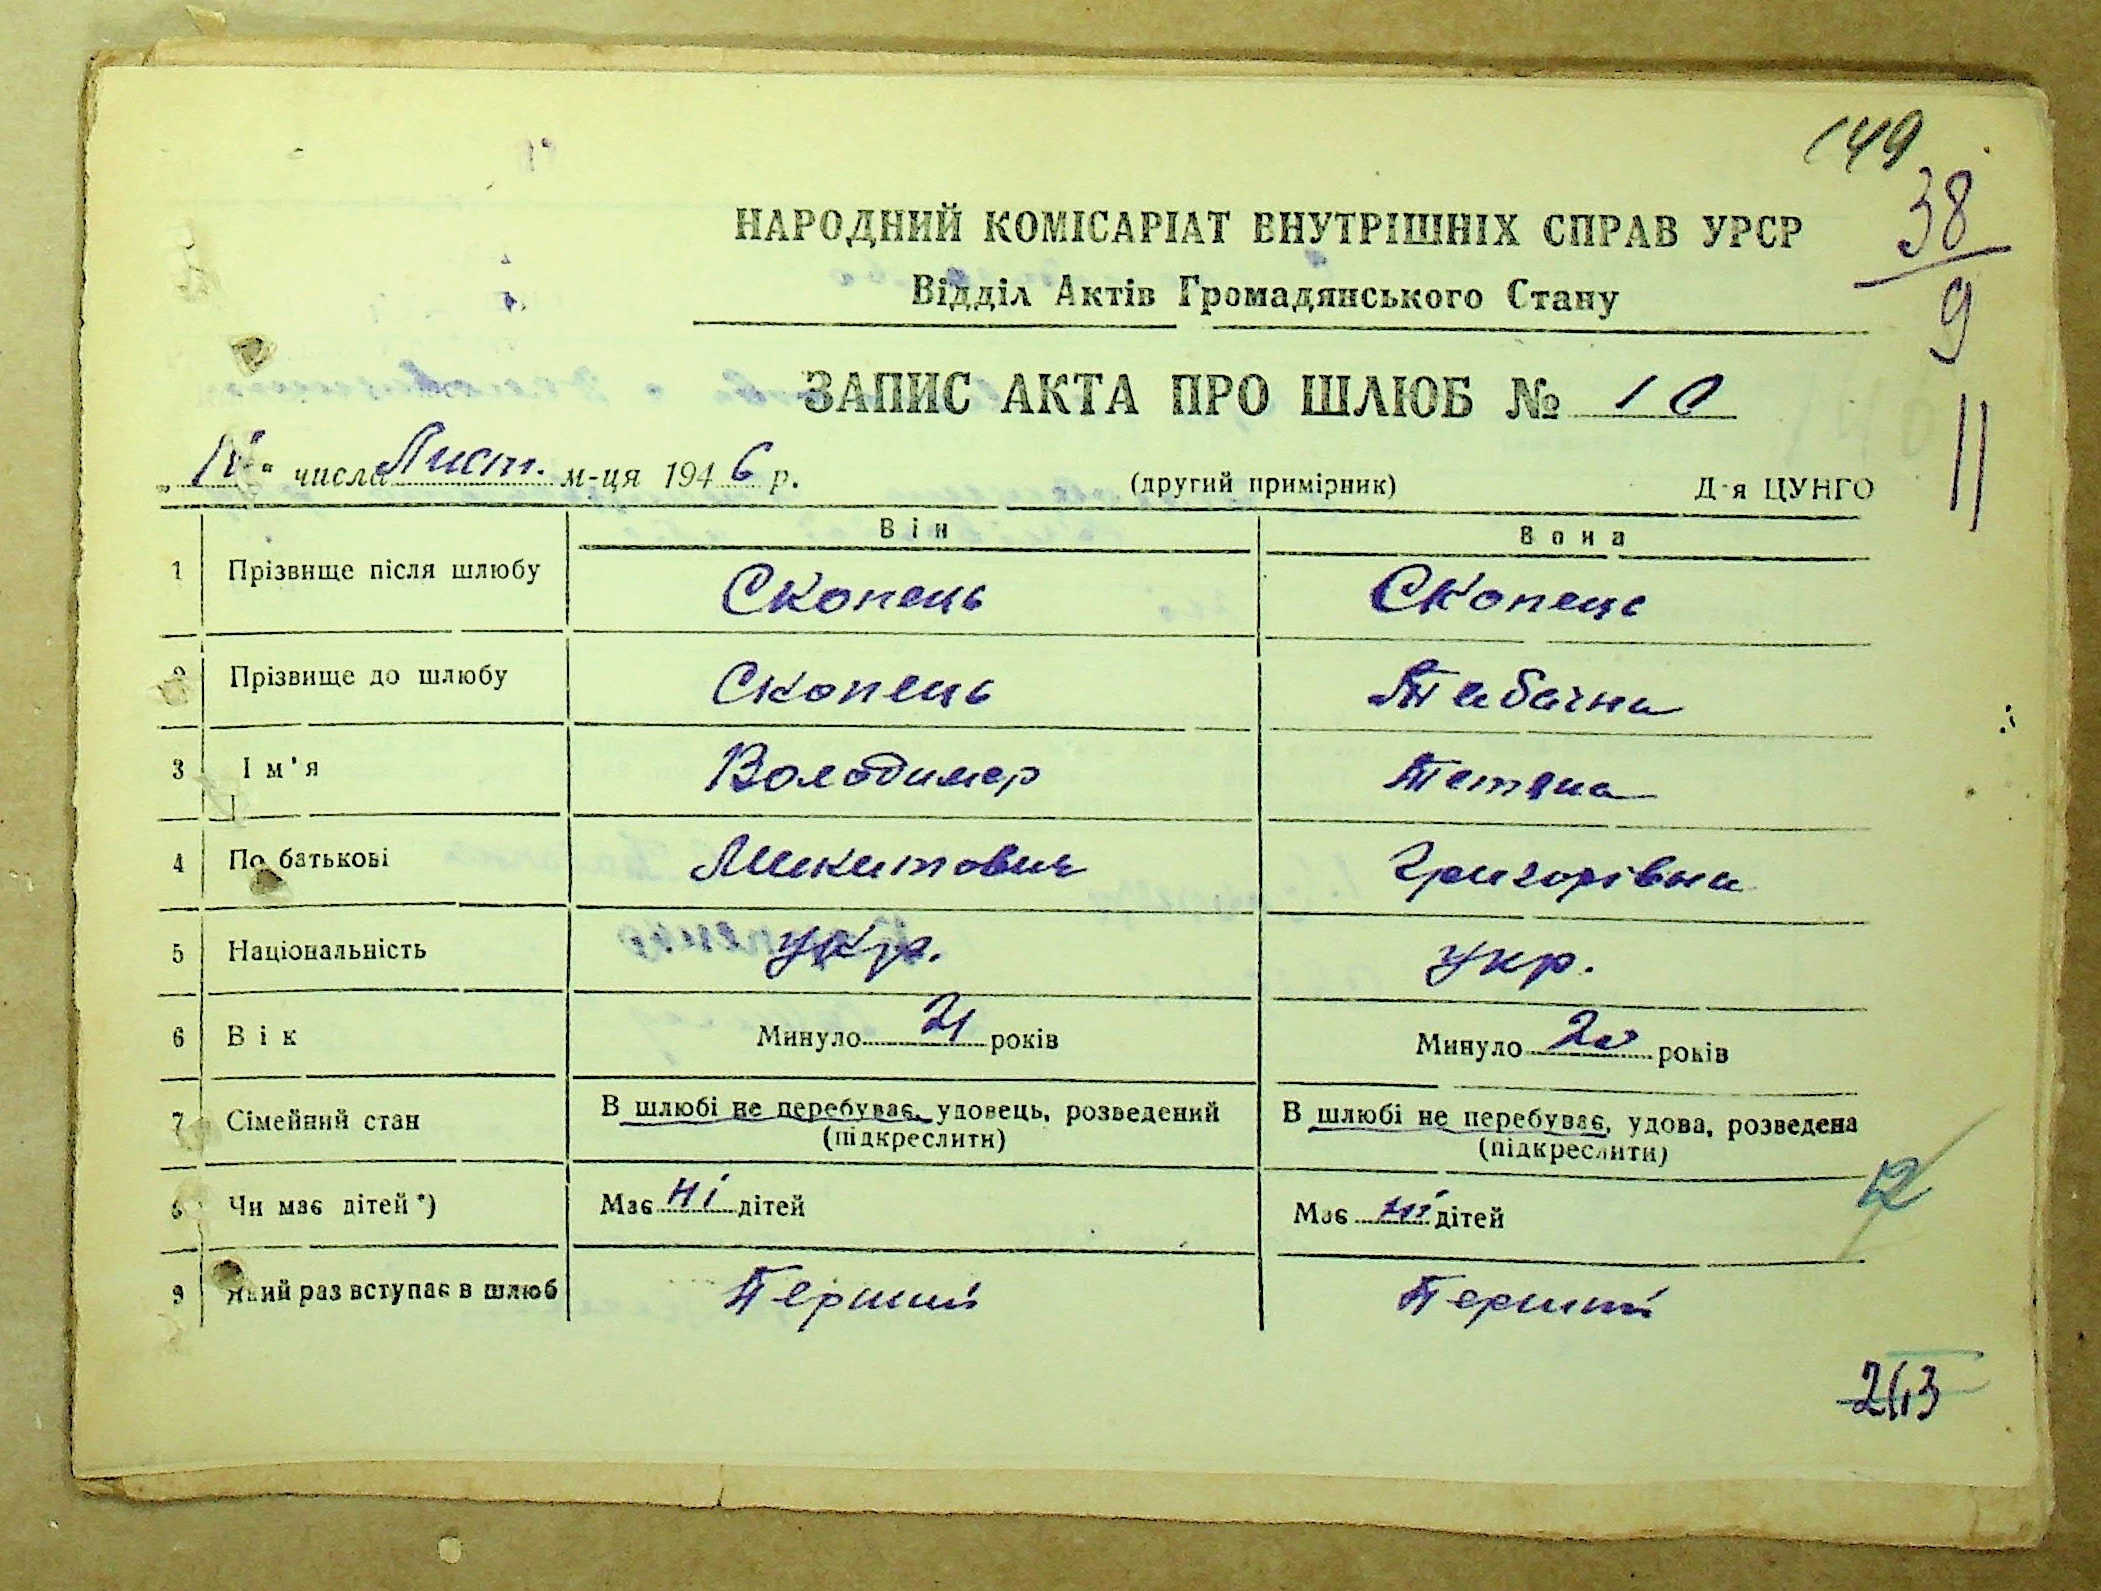 149
38
9
11
НАРОДНИЙ КОМІСАРІАТ ВНУТРІШНІХ СПРАВ УРСР
Відділ Актів Громадянського Стану
ЗАПИС АКТА ПРО ШЛЮБ № 10
" числа Лист. м-ця 1946 р. (другий примірник) Д-я ЦУНГО
Він Вона
1 Прізвище після шлюбу Скопець Скопець
2 Прізвище до шлюбу Скопець Табачна
3 Ім'я Володимер Тетяна
4 По батькові Микитович Григорівна
5 Національність укр. укр.
6 Вік Минуло 21 років Минуло 20 років
7 Сімейний стан В шлюбі не перебуває, удовець, розведений (підкреслити) В шлюбі не перебуває, удова, розведена (підкреслити)
8 Чи має дітей*) Має ні дітей Має ні дітей
9 Який раз вступає в шлюб Перший Перший